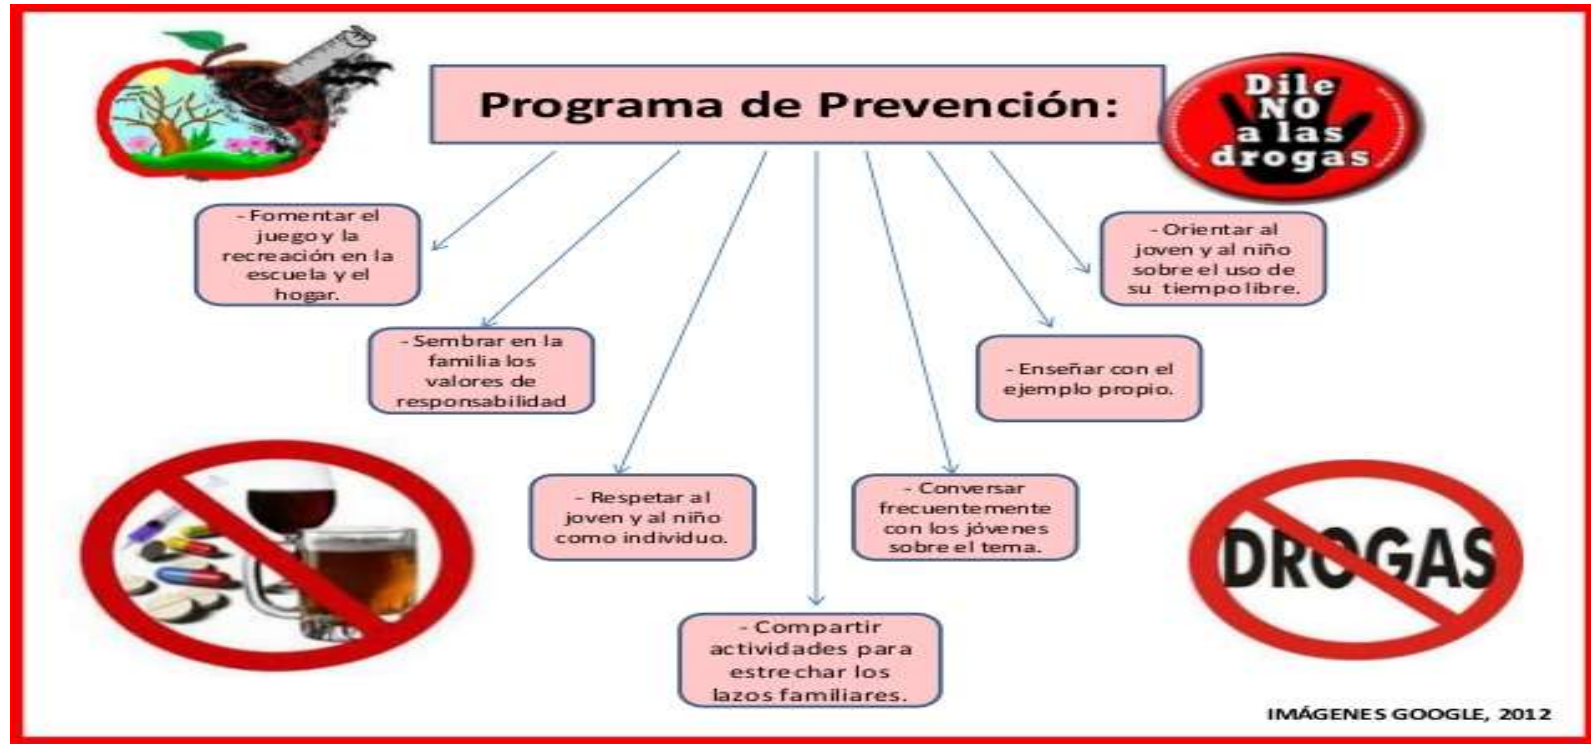 Programa de Prevención:
Dile
NO
a las
drogas
- Fomentar el
juego y la
recreación en la
escuela y el
hogar.
- Sembrar en la
familia los
valores de
responsabilidad
- Respetar al
joven y al niño
como individuo.
- Compartir
actividades para
estrechar los
lazos familiares.
- Conversar
frecuentemente
con los jóvenes
sobre el tema.
- Enseñar con el
ejemplo propio.
- Orientar al
joven y al niño
sobre el uso de
su tiempo libre.
DROGAS
IMÁGENES GOOGLE, 2012